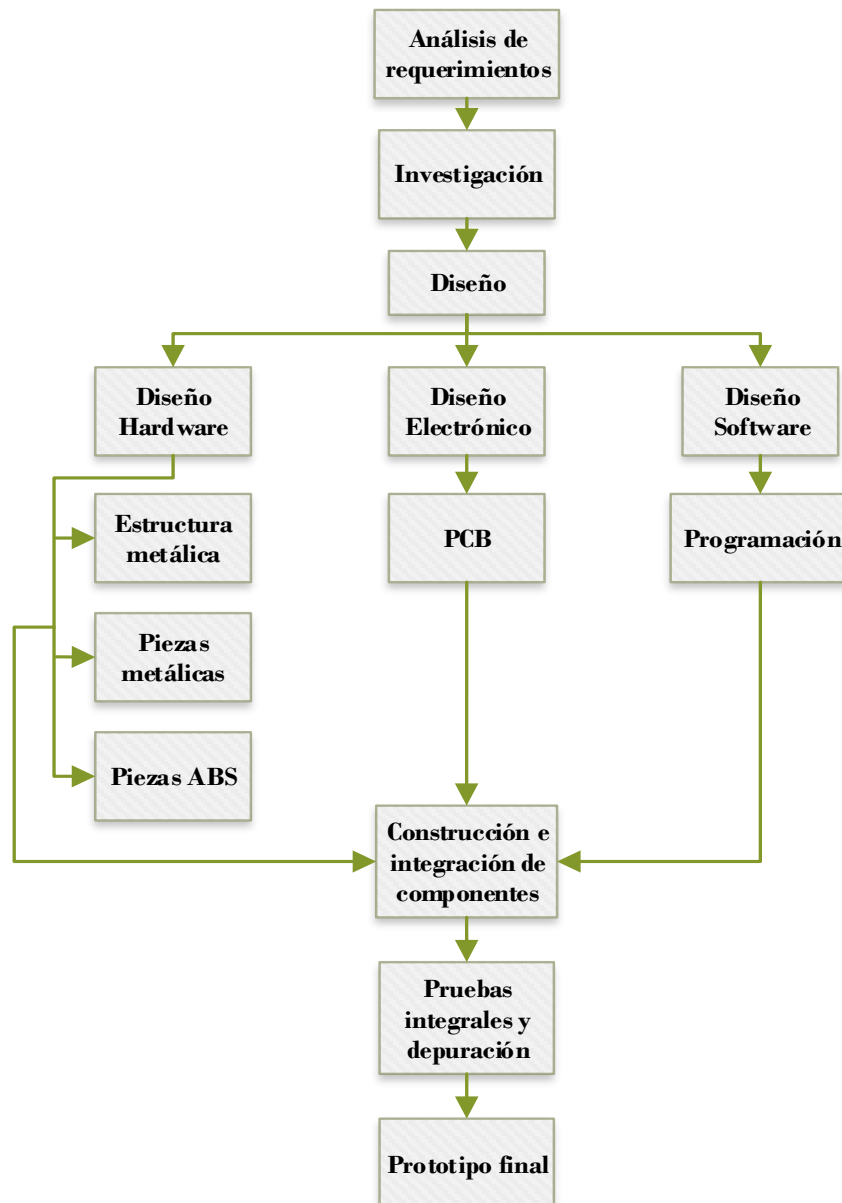 Análisis de
requerimientos
Investigación
Diseño
Diseño
Hardware
Diseño
Electrónico
Diseño
Software
Estructura
metálica
PCB
Programación
Piezas
metálicas
Piezas ABS
Construcción e
integración de
componentes
Pruebas
integrales y
depuración
Prototipo final